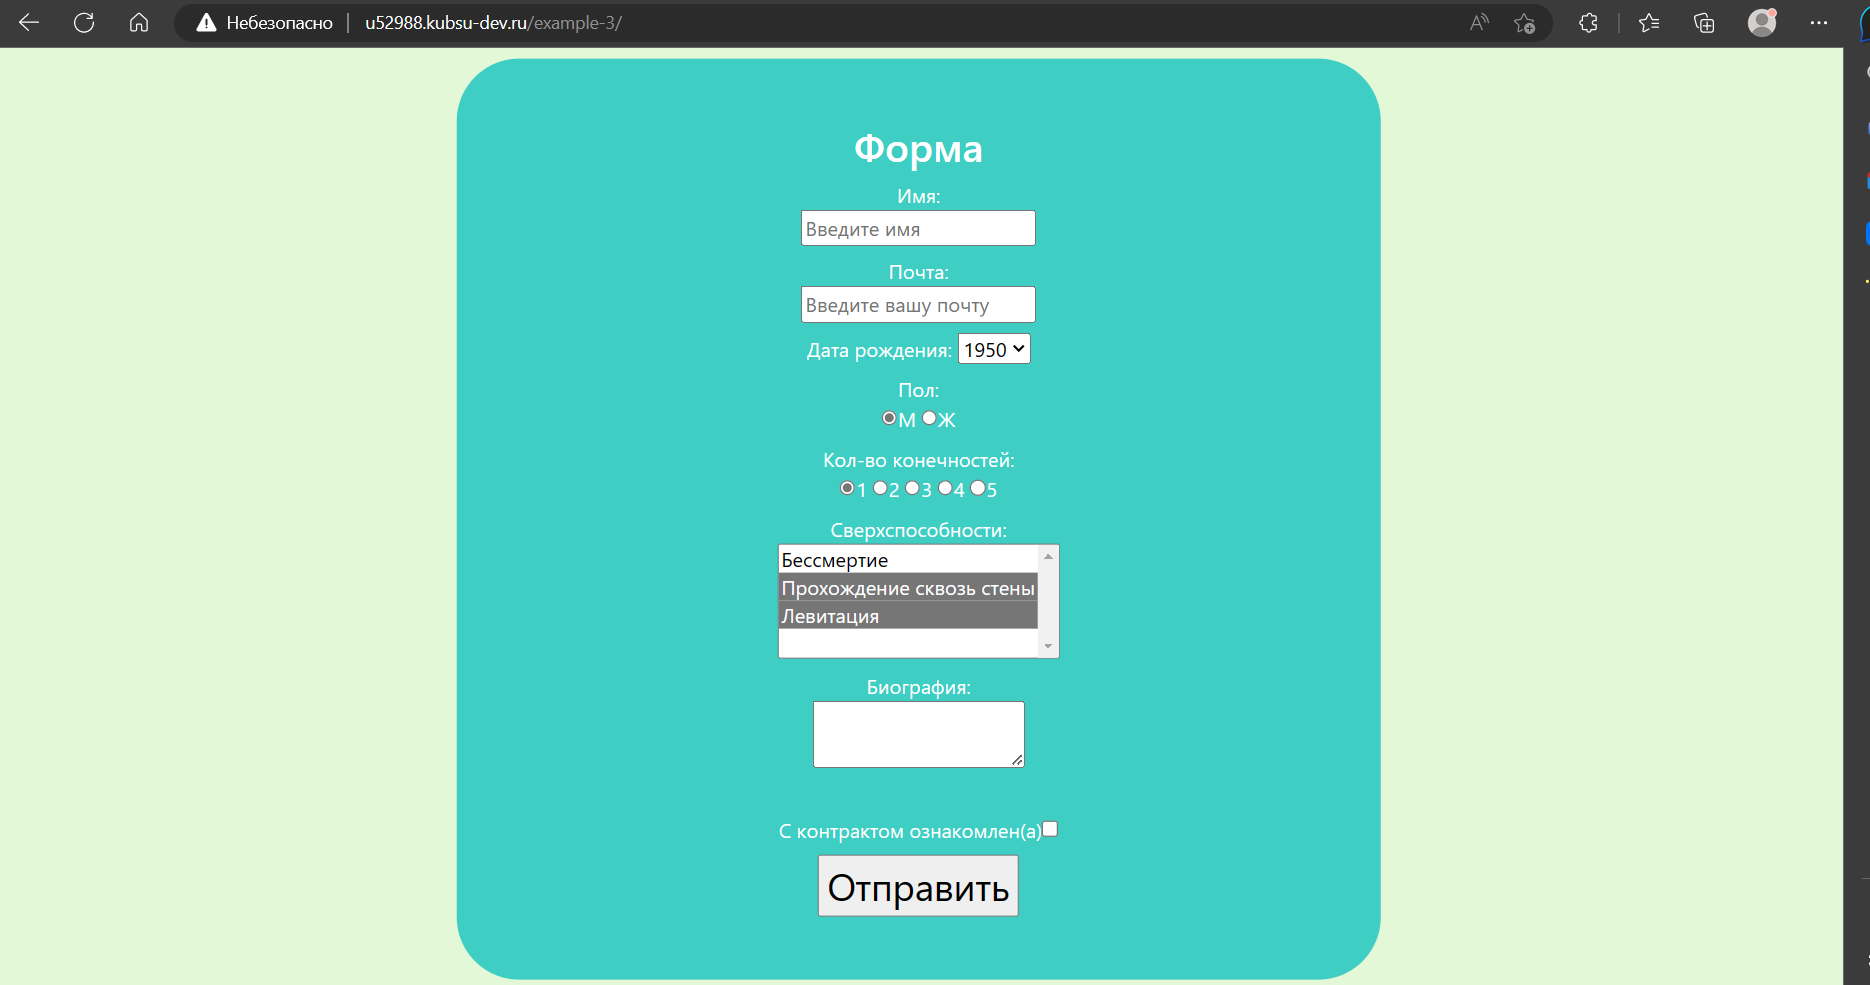 Небезопасно | u52988.kubsu-dev.ru/example-3/
Форма
Имя:
Введите имя
Почта:
Введите вашу почту
Дата рождения: 1950
Пол:
М Ж
Кол-во конечностей:
1 2 3 4 5
Сверхспособности:
Бессмертие
Прохождение сквозь стены
Левитация
Биография:
С контрактом ознакомлен(а)
Отправить